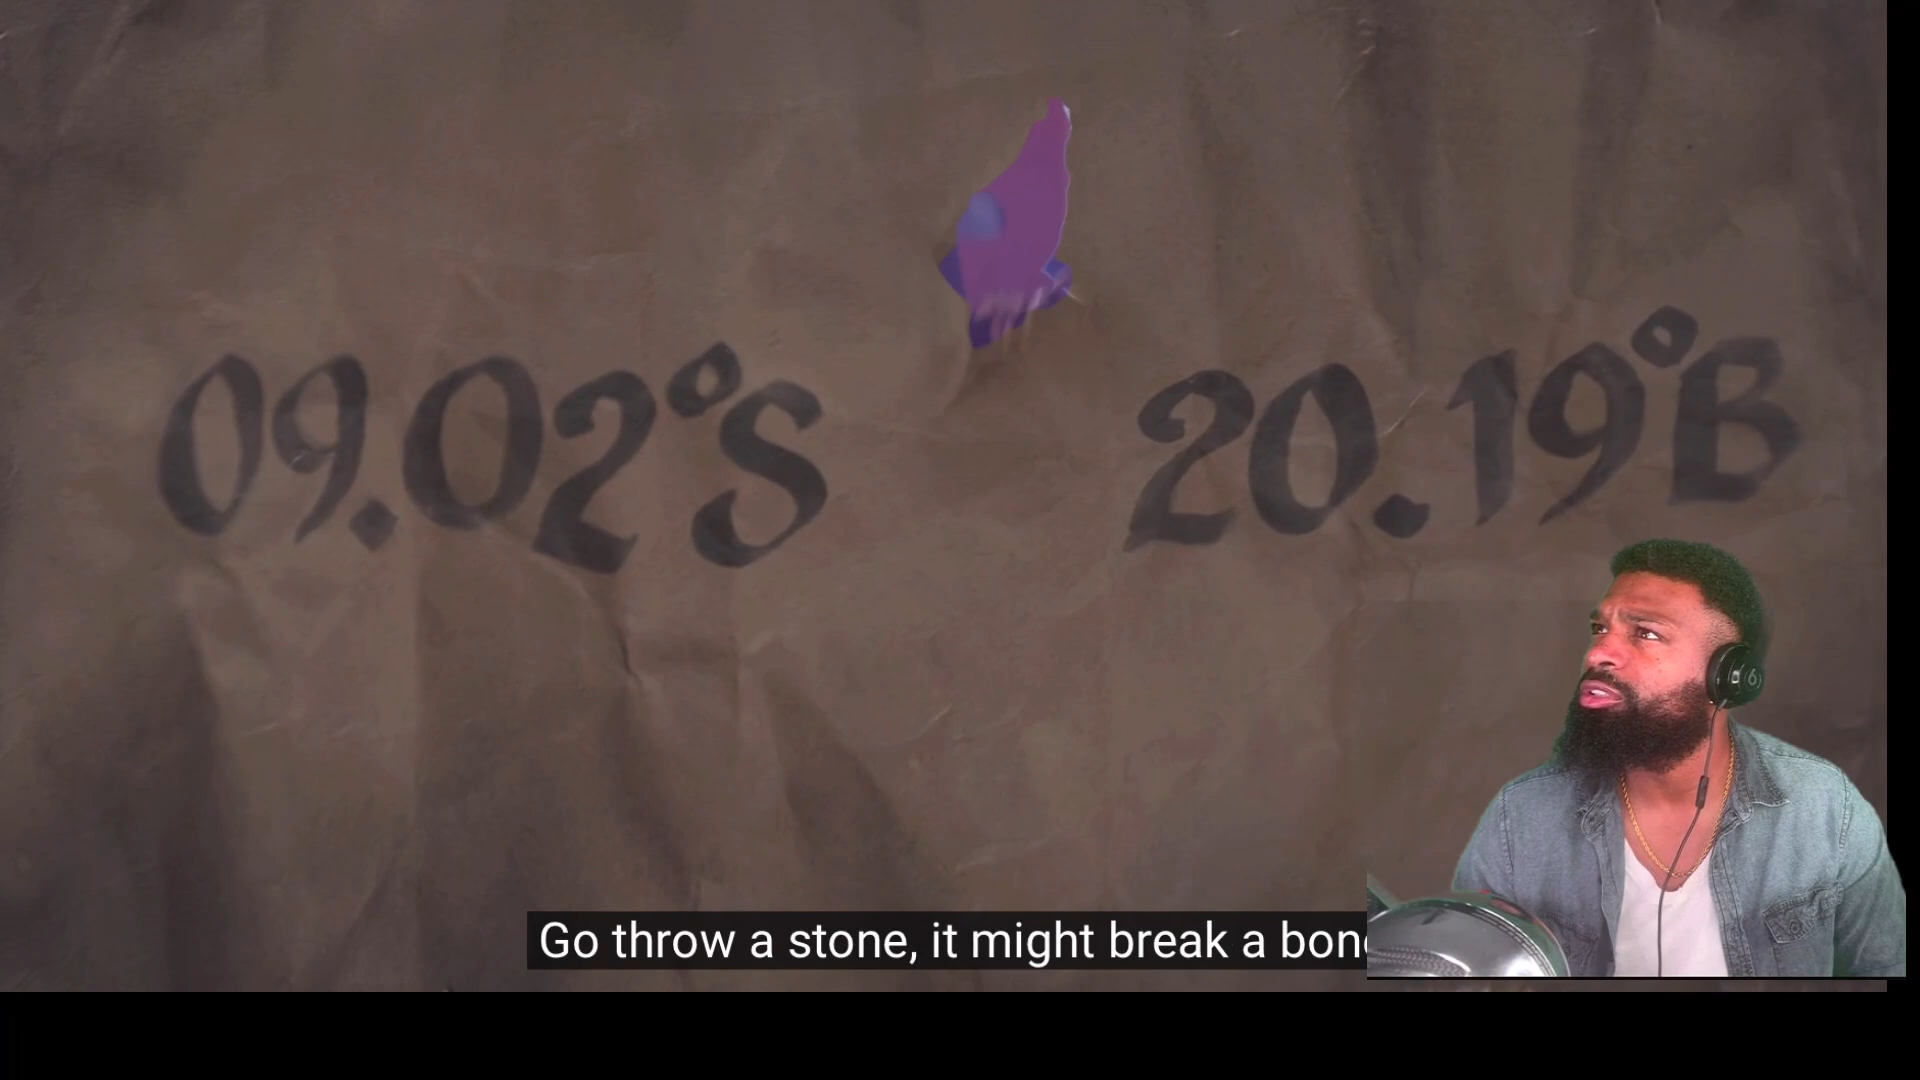 09.02°S 20.19°B
Go throw a stone, it might break a bon